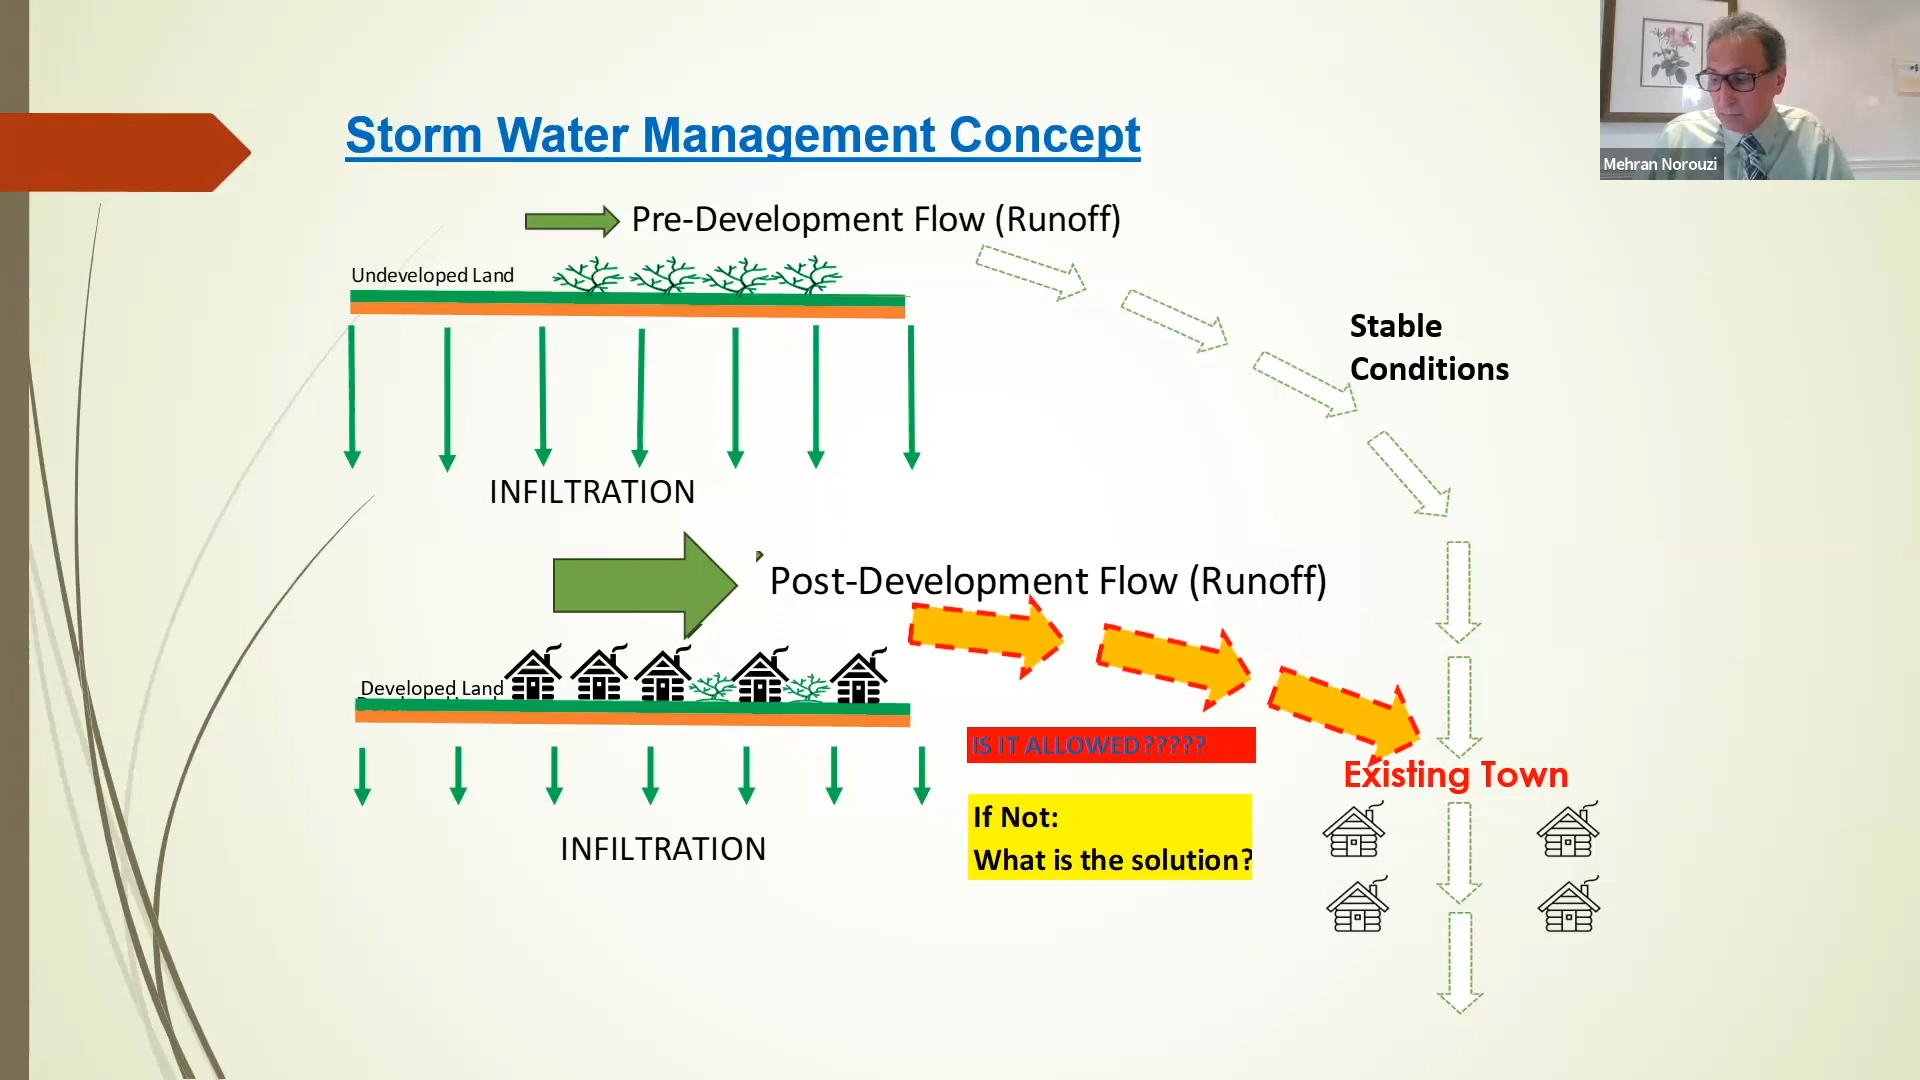 Storm Water Management Concept
Mehran Norouzi
Pre-Development Flow (Runoff)
Undeveloped Land
Stable
Conditions
INFILTRATION
Post-Development Flow (Runoff)
Developed Land
IS IT ALLOWED?????
Existing Town
If Not:
What is the solution?
INFILTRATION